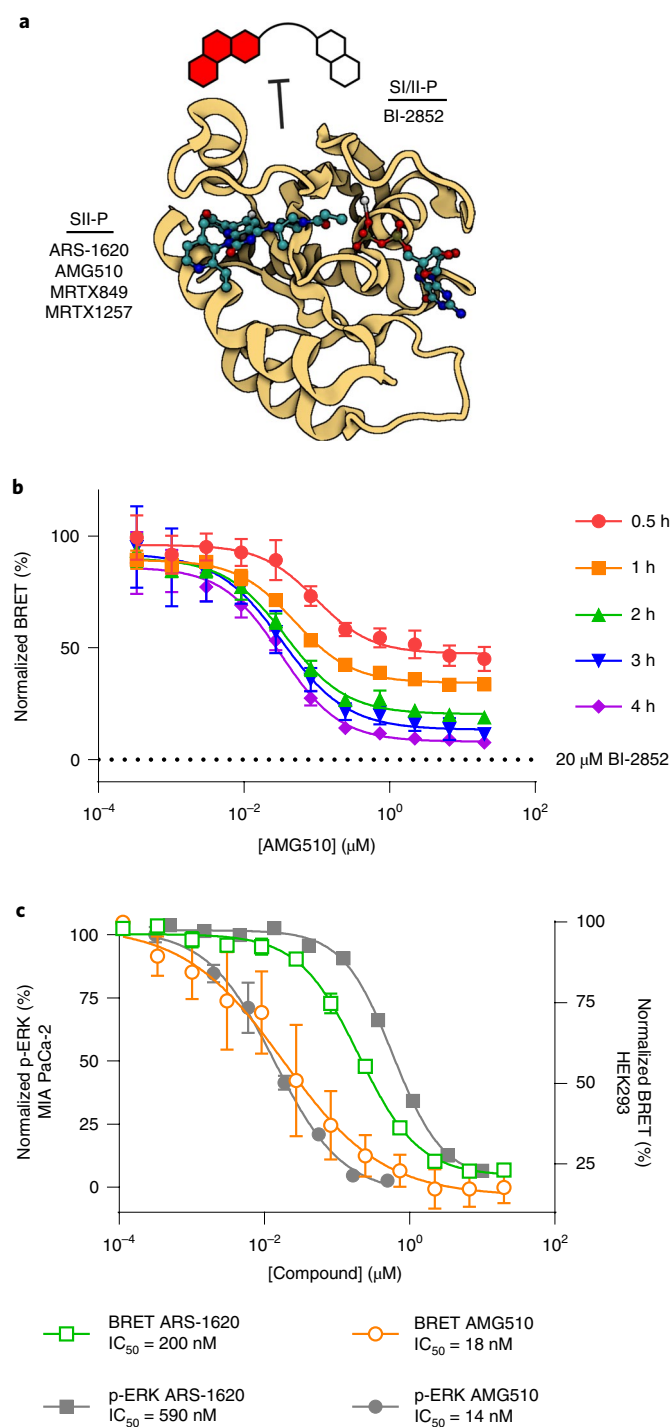 a
SI/II-P
BI-2852
SII-P
ARS-1620
AMG510
MRTX849
MRTX1257
b
Normalized BRET (%)
100
50
0
10⁻⁴
10⁻²
10⁰
10²
[AMG510] (μM)
0.5 h
1 h
2 h
3 h
4 h
20 μM BI-2852
c
Normalized p-ERK (%)
MIA PaCa-2
100
75
50
25
0
100
75
50
25
Normalized BRET (%)
HEK293
10⁻⁴
10⁻²
10⁰
10²
[Compound] (μM)
BRET ARS-1620
IC₅₀ = 200 nM
BRET AMG510
IC₅₀ = 18 nM
p-ERK ARS-1620
IC₅₀ = 590 nM
p-ERK AMG510
IC₅₀ = 14 nM